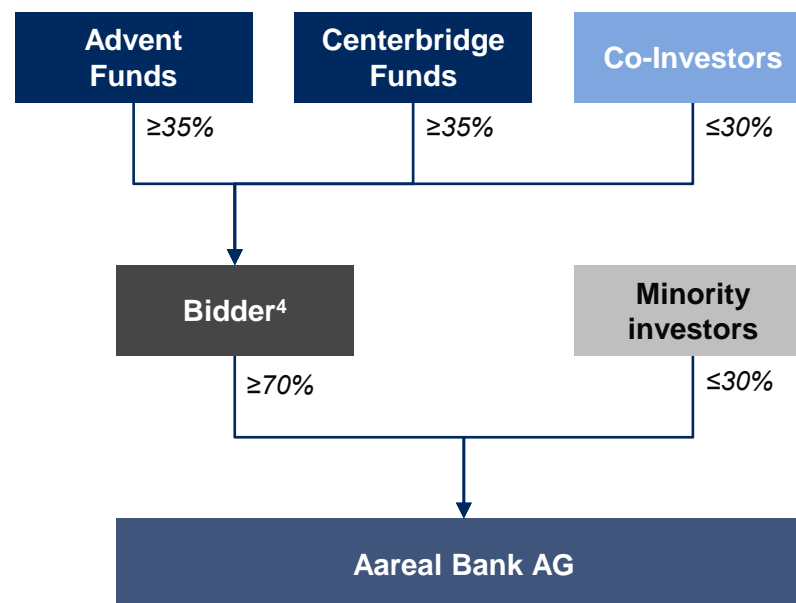 Advent
Funds
Centerbridge
Funds
Co-Investors
≥35%
≥35%
≤30%
Bidder⁴
Minority
investors
≥70%
≤30%
Aareal Bank AG